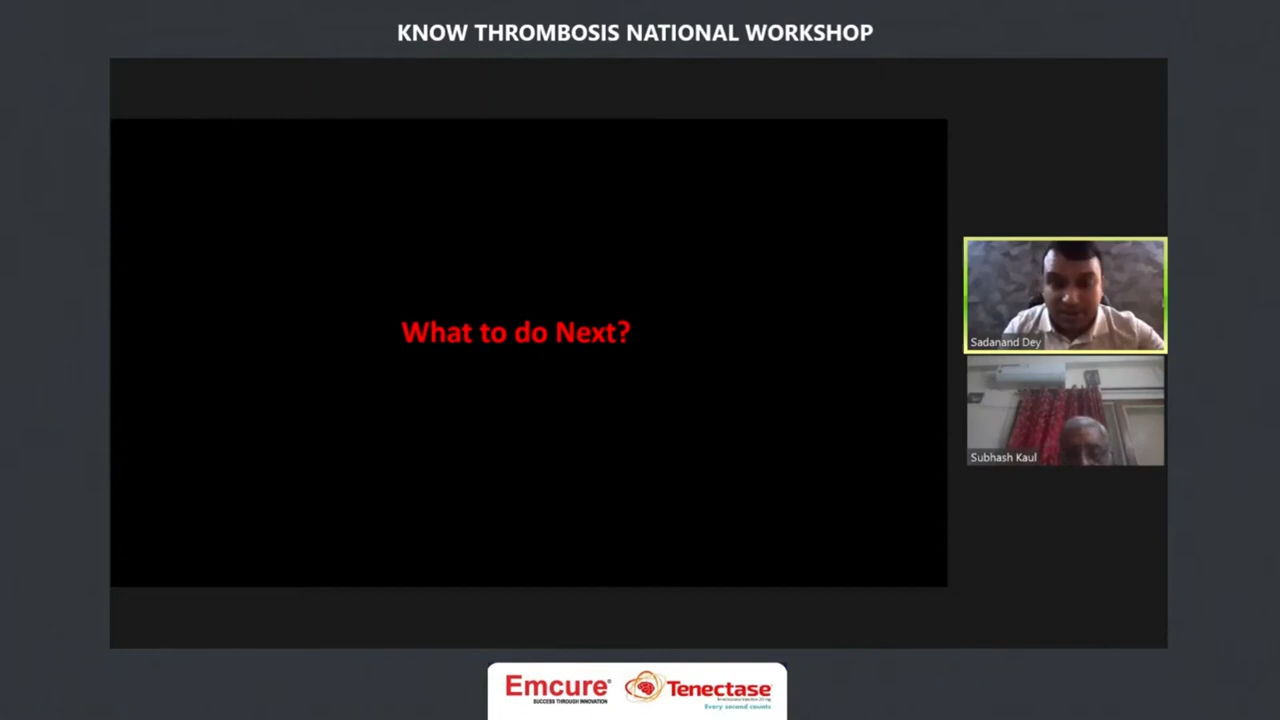 KNOW THROMBOSIS NATIONAL WORKSHOP
What to do Next?
Sadanand Dey
Subhash Kaul
Emcure®
SUCCESS THROUGH INNOVATION
Tenectase
Every second counts